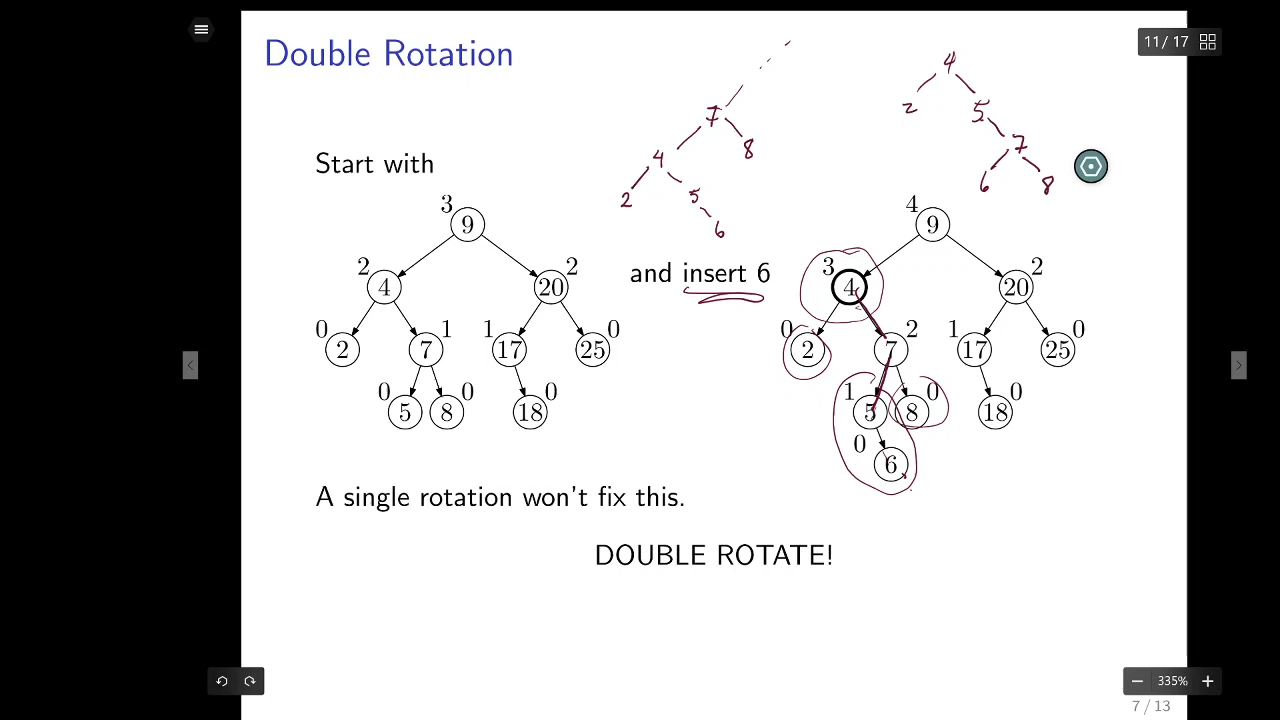 Double Rotation
11 / 17
4
2 5
7
6 8
7
4 8
2 5
6
Start with
3 9
2 4 20 2
0 2 7 1 1 17 25 0
0 5 8 0 18 0
and insert 6
4 9
3 4 20 2
0 2 7 2 1 17 25 0
1 5 8 0 18 0
0 6
A single rotation won't fix this.
DOUBLE ROTATE!
335%
7 / 13